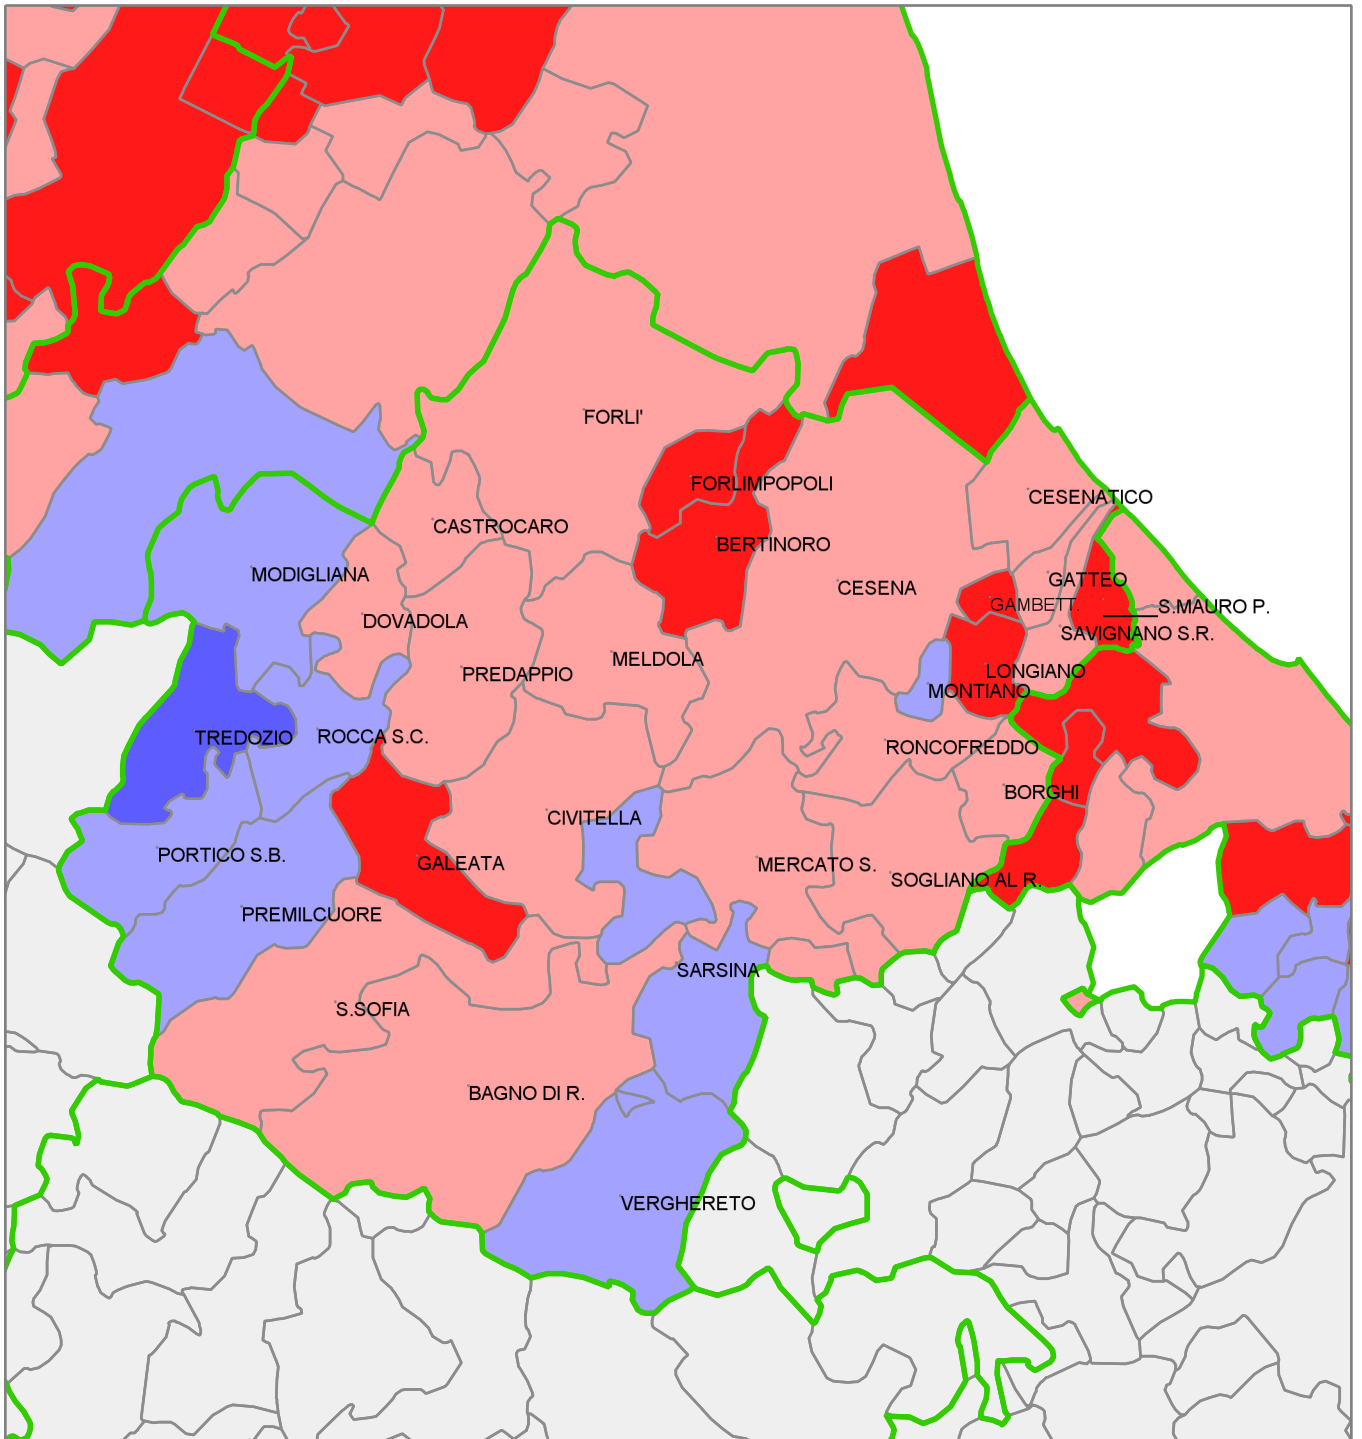 FORLI'
FORLIMPOPOLI
CESENATICO
CASTROCARO
BERTINORO
MODIGLIANA
CESENA
GATTEO
GAMBETT.
S.MAURO P.
DOVADOLA
SAVIGNANO S.R.
MELDOLA
PREDAPPIO
LONGIANO
MONTIANO
TREDOZIO
ROCCA S.C.
RONCOFREDDO
BORGHI
CIVITELLA
PORTICO S.B.
GALEATA
MERCATO S.
SOGLIANO AL R.
PREMILCUORE
SARSINA
S.SOFIA
BAGNO DI R.
VERGHERETO